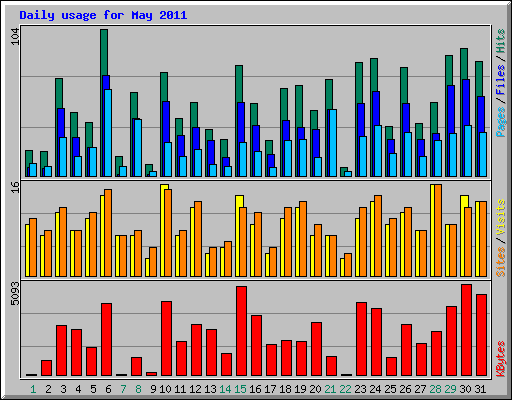 Daily usage for May 2011
104
Pages / Files / Hits
16
Sites / Visits
5093
KBytes
1 2 3 4 5 6 7 8 9 10 11 12 13 14 15 16 17 18 19 20 21 22 23 24 25 26 27 28 29 30 31